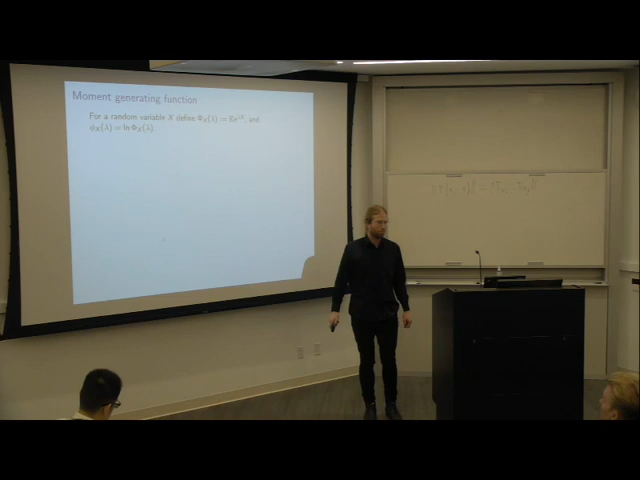 Moment generating function
For a random variable X define Φ_X(λ) := 𝔼e^{λX}, and
ψ_X(λ) = ln Φ_X(λ).